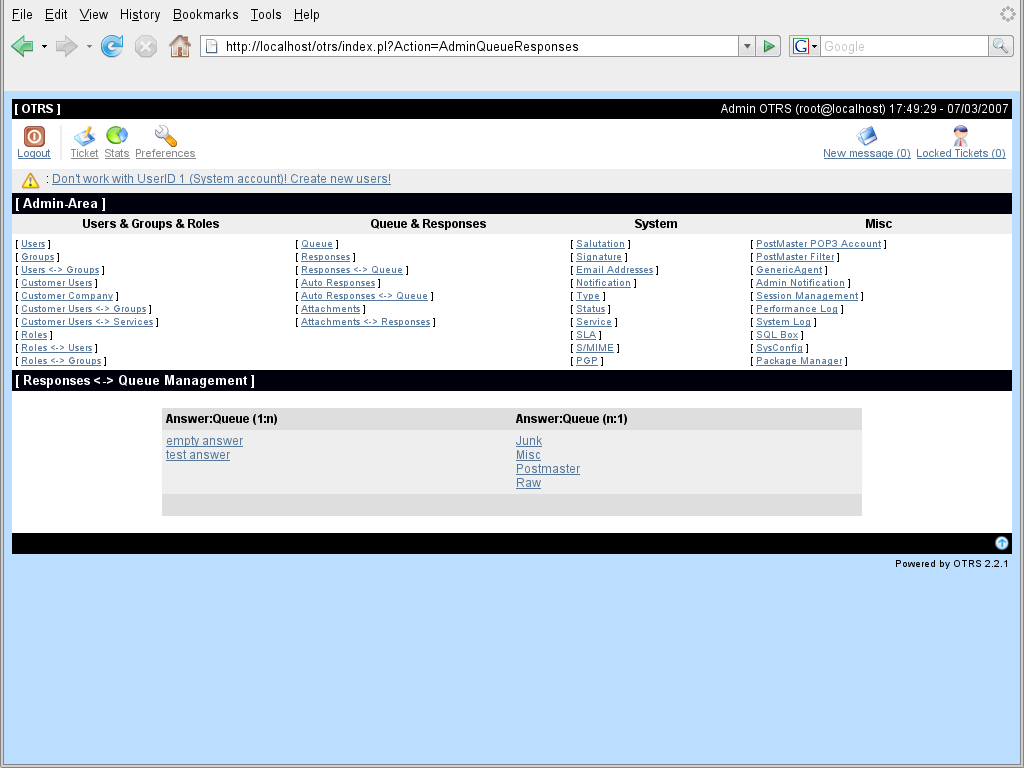 File Edit View History Bookmarks Tools Help
http://localhost/otrs/index.pl?Action=AdminQueueResponses
G Google
[ OTRS ] Admin OTRS (root@localhost) 17:49:29 - 07/03/2007
Logout Ticket Stats Preferences New message (0) Locked Tickets (0)
: Don't work with UserID 1 (System account)! Create new users!
[ Admin-Area ]
Users & Groups & Roles Queue & Responses System Misc
[ Users ] [ Queue ] [ Salutation ] [ PostMaster POP3 Account ]
[ Groups ] [ Responses ] [ Signature ] [ PostMaster Filter ]
[ Users <-> Groups ] [ Responses <-> Queue ] [ Email Addresses ] [ GenericAgent ]
[ Customer Users ] [ Auto Responses ] [ Notification ] [ Admin Notification ]
[ Customer Company ] [ Auto Responses <-> Queue ] [ Type ] [ Session Management ]
[ Customer Users <-> Groups ] [ Attachments ] [ Status ] [ Performance Log ]
[ Customer Users <-> Services ] [ Attachments <-> Responses ] [ Service ] [ System Log ]
[ Roles ] [ SLA ] [ SQL Box ]
[ Roles <-> Users ] [ S/MIME ] [ SysConfig ]
[ Roles <-> Groups ] [ PGP ] [ Package Manager ]
[ Responses <-> Queue Management ]
Answer:Queue (1:n) Answer:Queue (n:1)
empty answer Junk
test answer Misc
Postmaster
Raw
Powered by OTRS 2.2.1